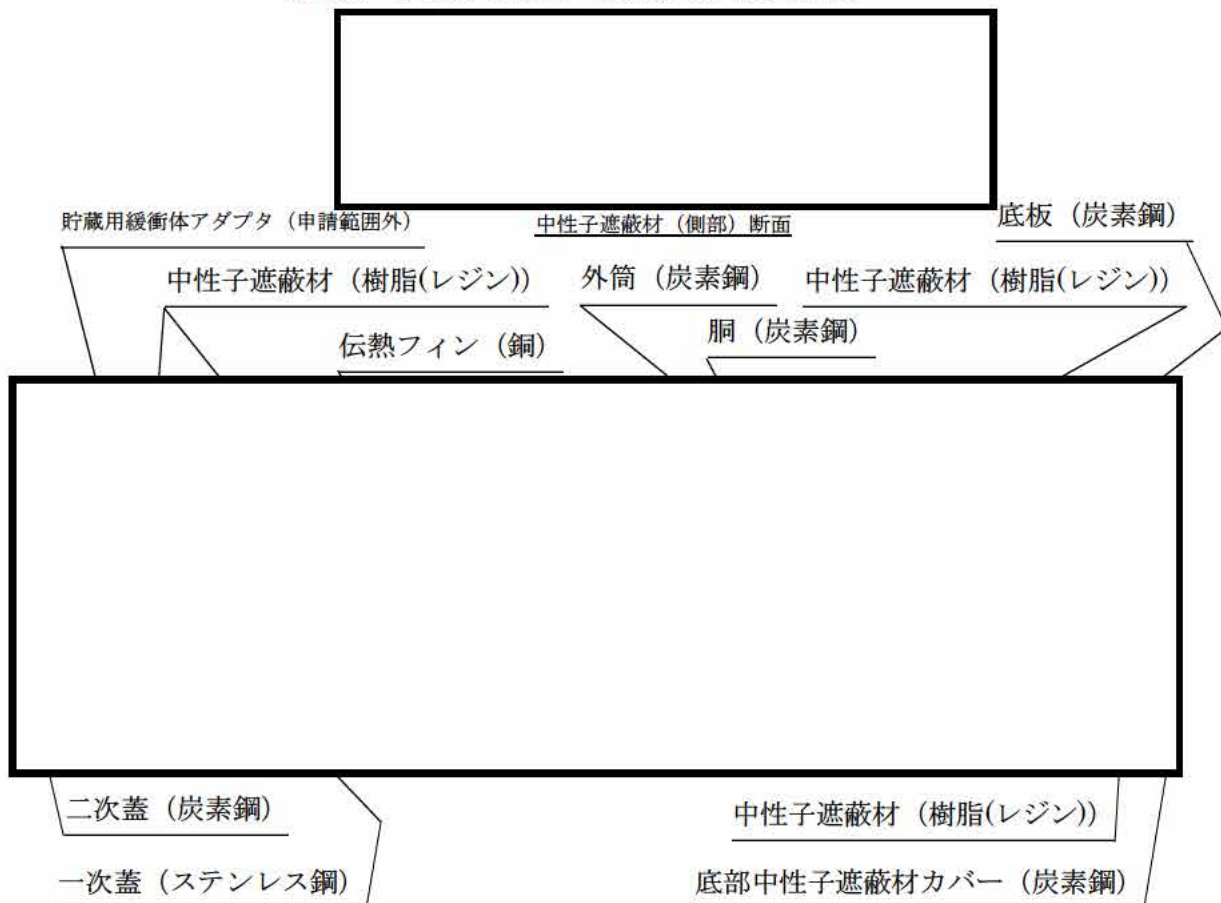 貯蔵用緩衝体アダプタ（申請範囲外）
中性子遮蔽材（側部）断面
底板（炭素鋼）
中性子遮蔽材（樹脂(レジン)）
外筒（炭素鋼）
中性子遮蔽材（樹脂(レジン)）
伝熱フィン（銅）
胴（炭素鋼）
二次蓋（炭素鋼）
中性子遮蔽材（樹脂(レジン)）
一次蓋（ステンレス鋼）
底部中性子遮蔽材カバー（炭素鋼）